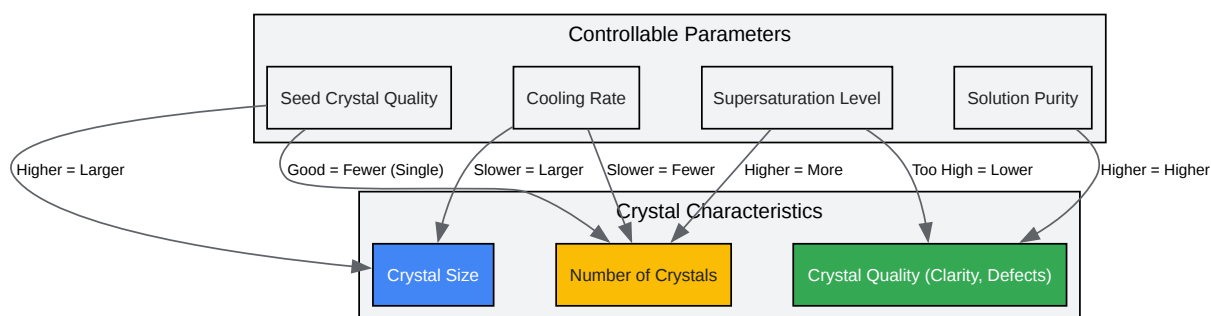 Controllable Parameters
Seed Crystal Quality
Cooling Rate
Supersaturation Level
Solution Purity
Higher = Larger
Good = Fewer (Single)
Slower = Larger
Slower = Fewer
Higher = More
Too High = Lower
Higher = Higher
Crystal Characteristics
Crystal Size
Number of Crystals
Crystal Quality (Clarity, Defects)